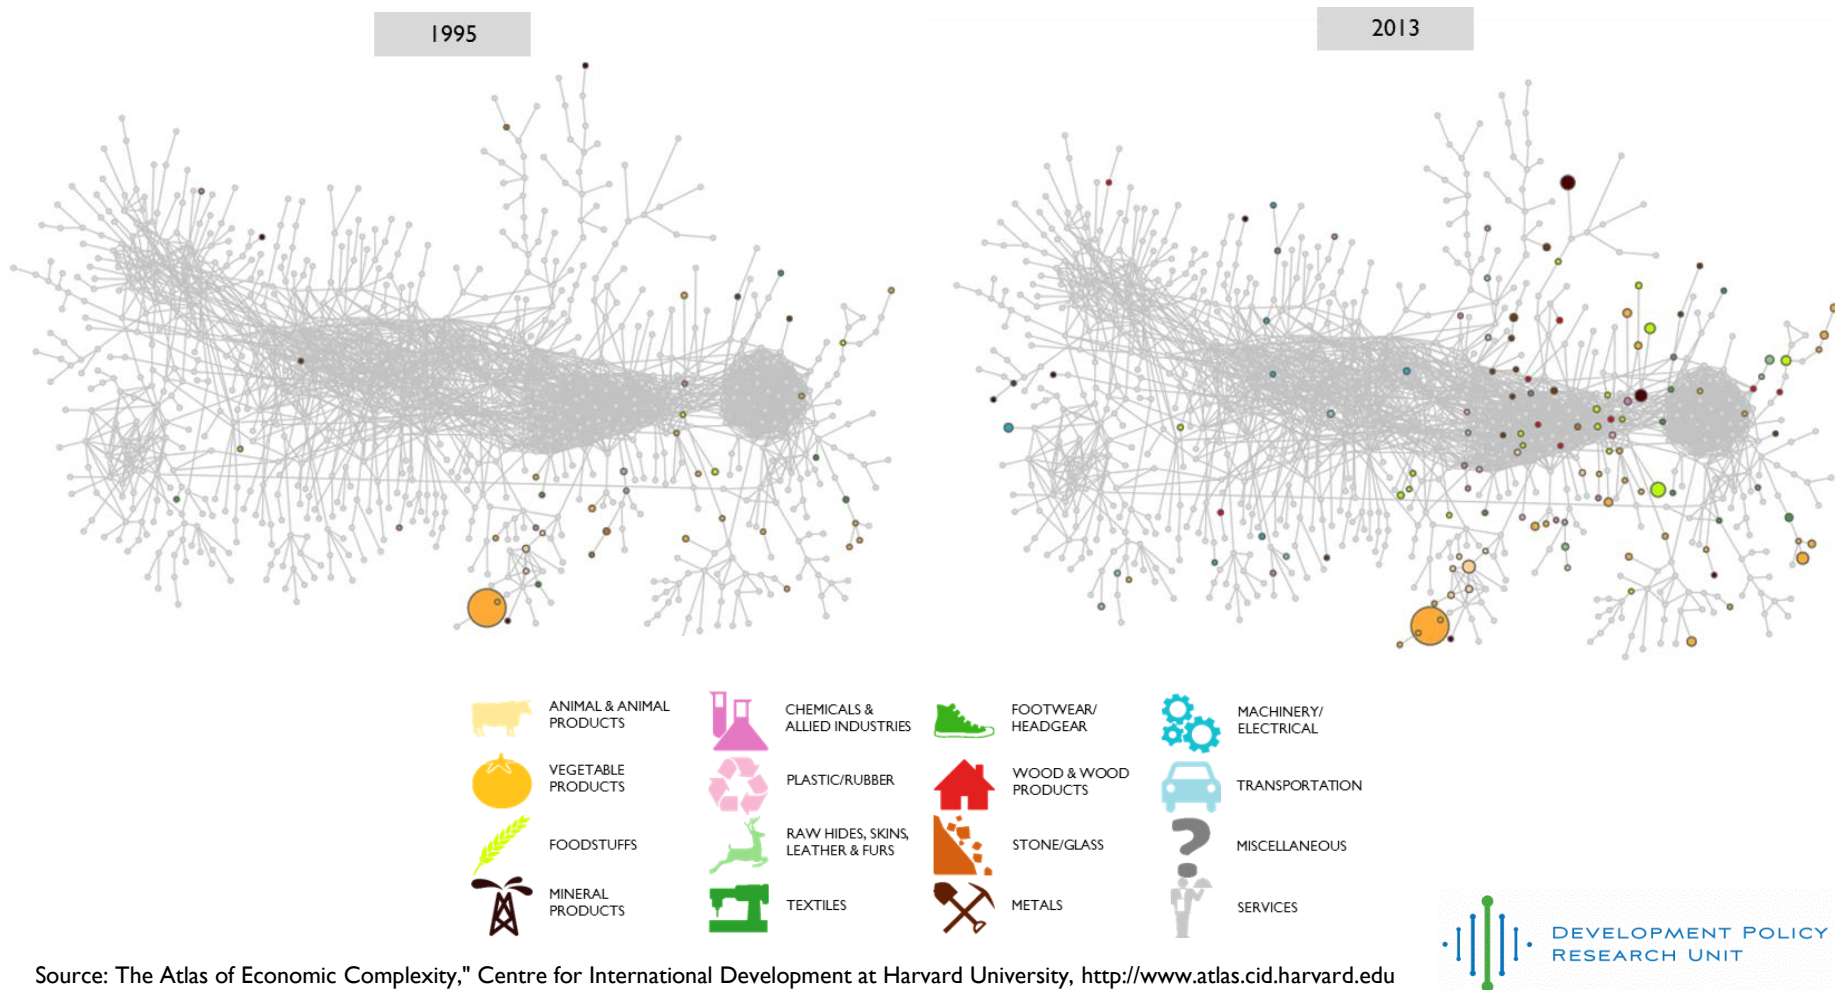 1995
2013
ANIMAL & ANIMAL
PRODUCTS
CHEMICALS &
ALLIED INDUSTRIES
FOOTWEAR/
HEADGEAR
MACHINERY/
ELECTRICAL
VEGETABLE
PRODUCTS
PLASTIC/RUBBER
WOOD & WOOD
PRODUCTS
TRANSPORTATION
FOODSTUFFS
RAW HIDES, SKINS,
LEATHER & FURS
STONE/GLASS
MISCELLANEOUS
MINERAL
PRODUCTS
TEXTILES
METALS
SERVICES
DEVELOPMENT POLICY
RESEARCH UNIT
Source: The Atlas of Economic Complexity," Centre for International Development at Harvard University, http://www.atlas.cid.harvard.edu